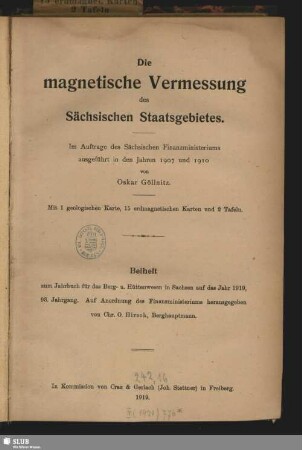 2 Tafeln.
Die
magnetische Vermessung
des
Sächsischen Staatsgebietes.
Im Auftrage des Sächsischen Finanzministeriums
ausgeführt in den Jahren 1907 und 1910
von
Oskar Göllnitz.
Mit 1 geologischen Karte, 15 erdmagnetischen Karten und 2 Tafeln.
Beiheft
zum Jahrbuch für das Berg- u. Hüttenwesen in Sachsen auf das Jahr 1919,
93. Jahrgang. Auf Anordnung des Finanzministeriums herausgegeben
von Chr. O. Hirsch, Berghauptmann.
In Kommission von Craz & Gerlach (Joh. Stettner) in Freiberg.
1919.
SLUB